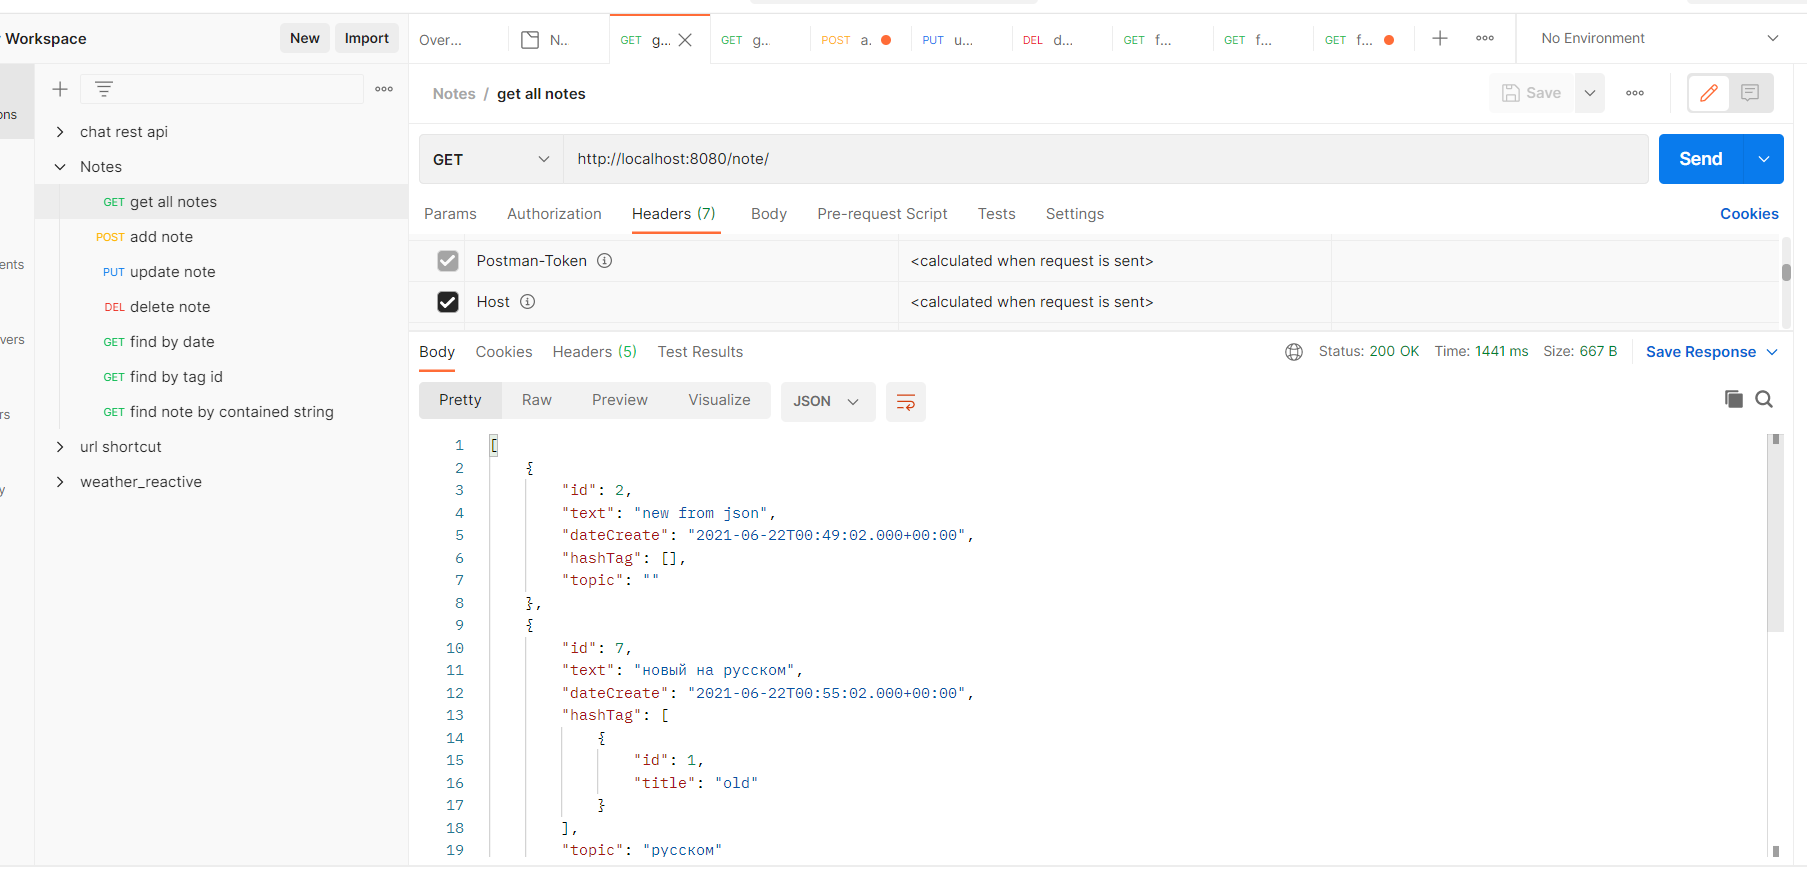 Workspace
New
Import
Over...
N..
GET g...
GET g..
POST a.
PUT u...
DEL d...
GET f...
GET f...
GET f...
No Environment
ons
Notes / get all notes
Save
chat rest api
Notes
GET get all notes
POST add note
PUT update note
DEL delete note
GET find by date
GET find by tag id
GET find note by contained string
url shortcut
weather_reactive
ents
vers
rs
y
GET
http://localhost:8080/note/
Send
Params
Authorization
Headers (7)
Body
Pre-request Script
Tests
Settings
Cookies
Postman-Token
<calculated when request is sent>
Host
<calculated when request is sent>
Body
Cookies
Headers (5)
Test Results
Status: 200 OK
Time: 1441 ms
Size: 667 B
Save Response
Pretty
Raw
Preview
Visualize
JSON
1 [
2 {
3 "id": 2,
4 "text": "new from json",
5 "dateCreate": "2021-06-22T00:49:02.000+00:00",
6 "hashTag": [],
7 "topic": ""
8 },
9 {
10 "id": 7,
11 "text": "новый на русском",
12 "dateCreate": "2021-06-22T00:55:02.000+00:00",
13 "hashTag": [
14 {
15 "id": 1,
16 "title": "old"
17 }
18 ],
19 "topic": "русском"